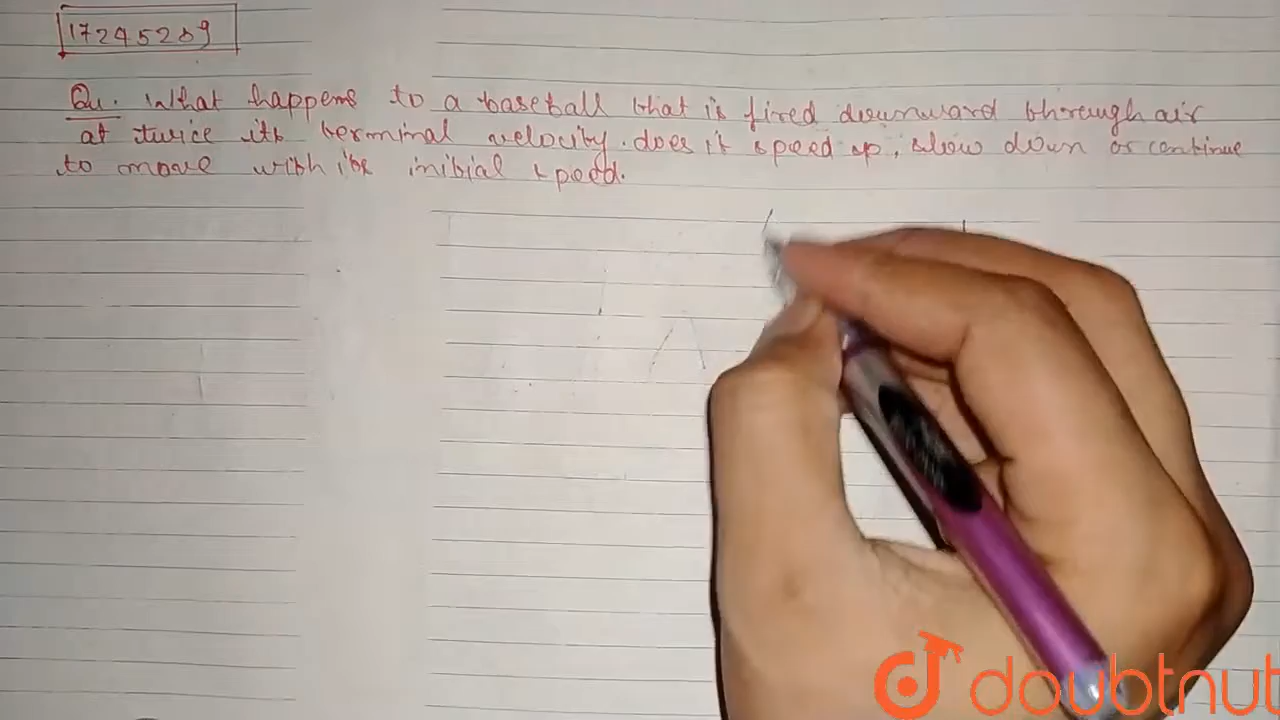 17245209
Qu. What happens to a baseball that is fired downward through air
at twice its terminal velocity. does it speed up, slow down or continue
to move with its initial speed.
doubtnut